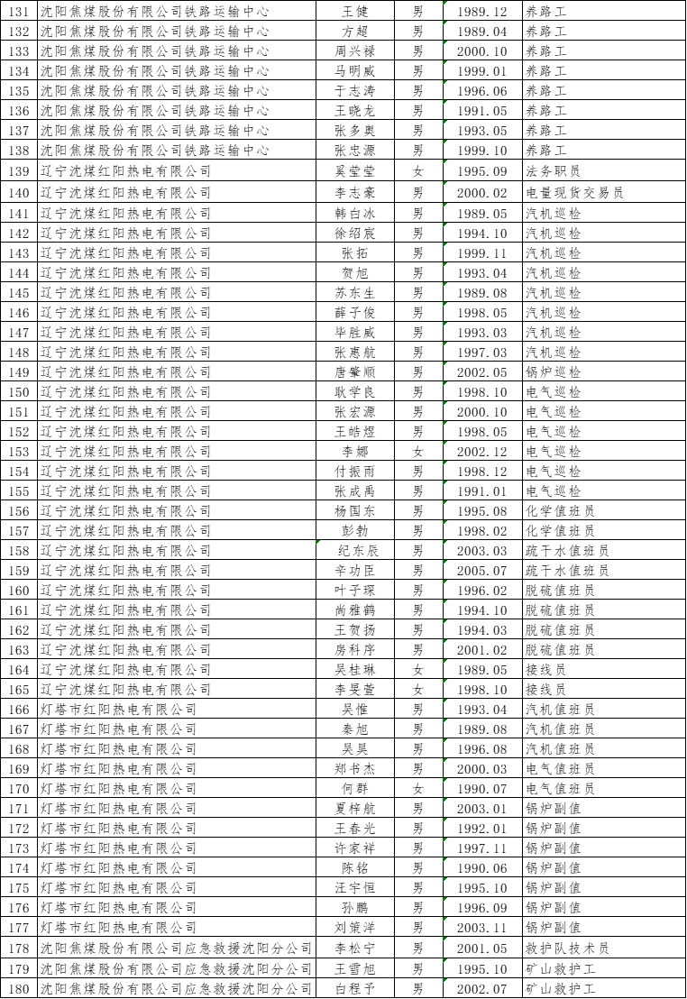 131 沈阳焦煤股份有限公司铁路运输中心 王健 男 1989.12 养路工
132 沈阳焦煤股份有限公司铁路运输中心 方超 男 1989.04 养路工
133 沈阳焦煤股份有限公司铁路运输中心 周兴禄 男 2000.10 养路工
134 沈阳焦煤股份有限公司铁路运输中心 马明威 男 1999.01 养路工
135 沈阳焦煤股份有限公司铁路运输中心 于志涛 男 1996.06 养路工
136 沈阳焦煤股份有限公司铁路运输中心 王晓龙 男 1991.05 养路工
137 沈阳焦煤股份有限公司铁路运输中心 张多奥 男 1993.05 养路工
138 沈阳焦煤股份有限公司铁路运输中心 张忠源 男 1999.10 养路工
139 辽宁沈煤红阳热电有限公司 奚莹莹 女 1995.09 法务职员
140 辽宁沈煤红阳热电有限公司 李志豪 男 2000.02 电量现货交易员
141 辽宁沈煤红阳热电有限公司 韩白冰 男 1989.05 汽机巡检
142 辽宁沈煤红阳热电有限公司 徐绍宸 男 1994.10 汽机巡检
143 辽宁沈煤红阳热电有限公司 张拓 男 1999.11 汽机巡检
144 辽宁沈煤红阳热电有限公司 贺旭 男 1993.04 汽机巡检
145 辽宁沈煤红阳热电有限公司 苏东生 男 1989.08 汽机巡检
146 辽宁沈煤红阳热电有限公司 薛子俊 男 1998.05 汽机巡检
147 辽宁沈煤红阳热电有限公司 毕胜威 男 1993.03 汽机巡检
148 辽宁沈煤红阳热电有限公司 张惠航 男 1997.03 汽机巡检
149 辽宁沈煤红阳热电有限公司 唐肇顺 男 2002.05 锅炉巡检
150 辽宁沈煤红阳热电有限公司 耿学良 男 1998.10 电气巡检
151 辽宁沈煤红阳热电有限公司 张宏源 男 2000.10 电气巡检
152 辽宁沈煤红阳热电有限公司 王皓煜 男 1998.05 电气巡检
153 辽宁沈煤红阳热电有限公司 李娜 女 2002.12 电气巡检
154 辽宁沈煤红阳热电有限公司 付振雨 男 1998.12 电气巡检
155 辽宁沈煤红阳热电有限公司 张成禹 男 1991.01 电气巡检
156 辽宁沈煤红阳热电有限公司 杨国东 男 1995.08 化学值班员
157 辽宁沈煤红阳热电有限公司 彭勃 男 1998.02 化学值班员
158 辽宁沈煤红阳热电有限公司 纪东辰 男 2003.03 疏干水值班员
159 辽宁沈煤红阳热电有限公司 辛功臣 男 2005.07 疏干水值班员
160 辽宁沈煤红阳热电有限公司 叶子琛 男 1996.02 脱硫值班员
161 辽宁沈煤红阳热电有限公司 尚雅鹤 男 1994.10 脱硫值班员
162 辽宁沈煤红阳热电有限公司 王贺扬 男 1994.03 脱硫值班员
163 辽宁沈煤红阳热电有限公司 房科序 男 2001.02 脱硫值班员
164 辽宁沈煤红阳热电有限公司 吴桂琳 女 1989.05 接线员
165 辽宁沈煤红阳热电有限公司 李旻萱 女 1998.10 接线员
166 灯塔市红阳热电有限公司 吴惟 男 1993.04 汽机值班员
167 灯塔市红阳热电有限公司 秦旭 男 1989.08 汽机值班员
168 灯塔市红阳热电有限公司 吴昊 男 1996.08 汽机值班员
169 灯塔市红阳热电有限公司 郑书杰 男 2000.03 电气值班员
170 灯塔市红阳热电有限公司 何群 女 1990.07 电气值班员
171 灯塔市红阳热电有限公司 夏梓航 男 2003.01 锅炉副值
172 灯塔市红阳热电有限公司 王春光 男 1992.01 锅炉副值
173 灯塔市红阳热电有限公司 许家祥 男 1997.11 锅炉副值
174 灯塔市红阳热电有限公司 陈铭 男 1990.06 锅炉副值
175 灯塔市红阳热电有限公司 汪宇恒 男 1995.10 锅炉副值
176 灯塔市红阳热电有限公司 孙鹏 男 1996.09 锅炉副值
177 灯塔市红阳热电有限公司 刘策洋 男 2003.11 锅炉副值
178 沈阳焦煤股份有限公司应急救援沈阳分公司 李松宁 男 2001.05 救护队技术员
179 沈阳焦煤股份有限公司应急救援沈阳分公司 王雪旭 男 1995.10 矿山救护工
180 沈阳焦煤股份有限公司应急救援沈阳分公司 白程予 男 2002.07 矿山救护工